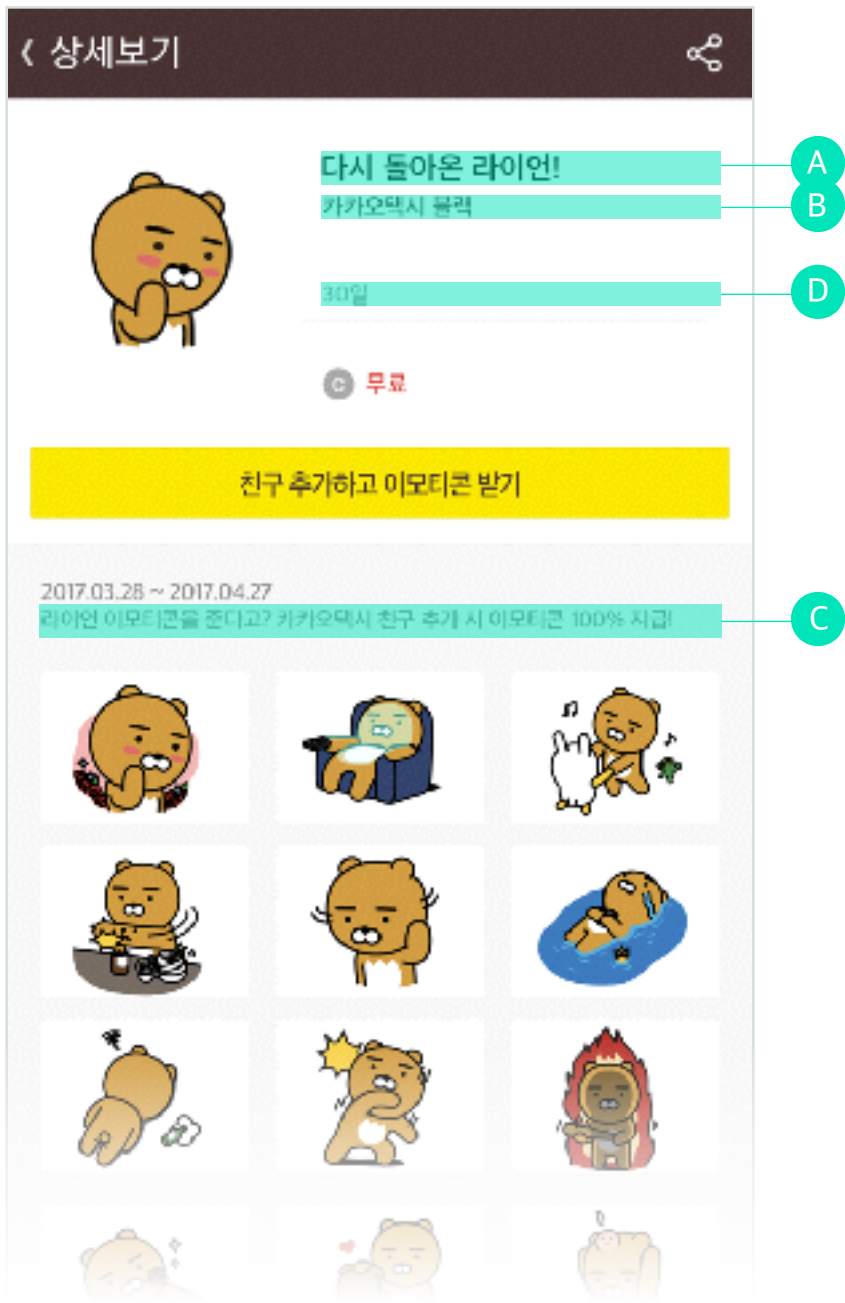 상세보기
다시 돌아온 라이언!
A
카카오택시 블랙
B
30일
D
C 무료
친구 추가하고 이모티콘 받기
2017.03.28 ~ 2017.04.27
라이언 이모티콘을 준다고? 카카오택시 친구 추가 시 이모티콘 100% 지급!
C